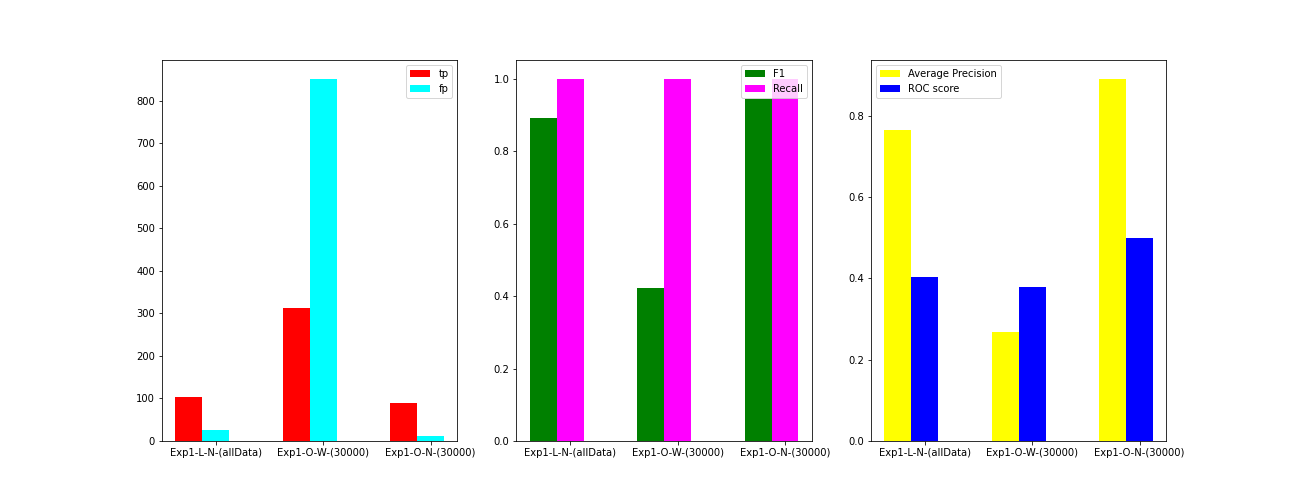 tp
fp
800
700
600
500
400
300
200
100
0
Exp1-L-N-(allData) Exp1-O-W-(30000) Exp1-O-N-(30000)
F1
Recall
1.0
0.8
0.6
0.4
0.2
0.0
Exp1-L-N-(allData) Exp1-O-W-(30000) Exp1-O-N-(30000)
Average Precision
ROC score
0.8
0.6
0.4
0.2
0.0
Exp1-L-N-(allData) Exp1-O-W-(30000) Exp1-O-N-(30000)